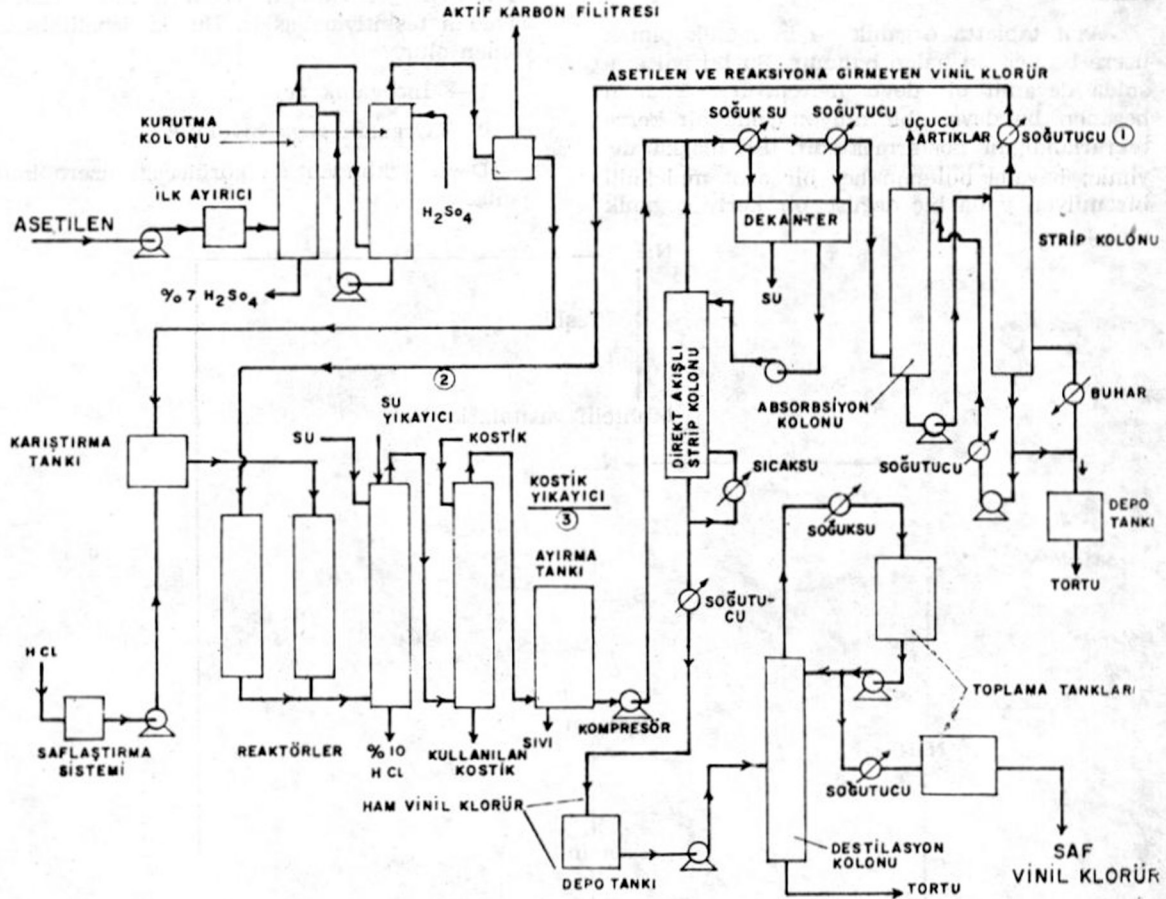 AKTİF KARBON FİLİTRESİ
ASETİLEN VE REAKSİYONA GİRMEYEN VİNİL KLORÜR
KURUTMA
KOLONU
SOĞUK SU
SOĞUTUCU
UÇUCU
ARTIKLAR
SOĞUTUCU ①
İLK AYIRICI
H₂So₄
ASETİLEN
DEKANTER
STRİP KOLONU
% 7 H₂So₄
SU
②
DİREKT AKIŞLI
STRİP KOLONU
ABSORBSİYON
KOLONU
BUHAR
SOĞUTUCU
SU
YIKAYICI
SU
KOSTİK
KARIŞTIRMA
TANKI
KOSTİK
YIKAYICI
③
SICAKSU
DEPO
TANKI
SOĞUKSU
AYIRMA
TANKI
TORTU
SOĞUTU-
CU
HCL
TOPLAMA TANKLARI
SAFLAŞTIRMA
SİSTEMİ
REAKTÖRLER
% 10
HCL
KULLANILAN
KOSTİK
SIVI
KOMPRESÖR
HAM VİNİL KLORÜR
SOĞUTUCU
DEPO TANKI
DESTİLASYON
KOLONU
TORTU
SAF
VİNİL KLORÜR